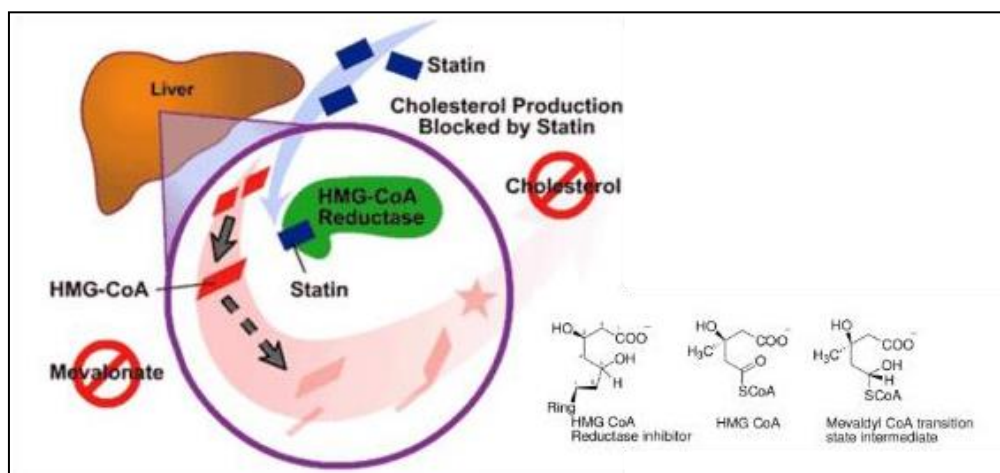 Liver
Statin
Cholesterol Production
Blocked by Statin
Cholesterol
HMG-CoA
Reductase
HMG-CoA
Statin
Mevalonate
HO
COO⁻
OH
H
Ring
HMG CoA
Reductase inhibitor
HO
H₃C
COO⁻
O
SCoA
HMG CoA
HO
H₃C
COO⁻
OH
H
SCoA
Mevaldyl CoA transition
state intermediate